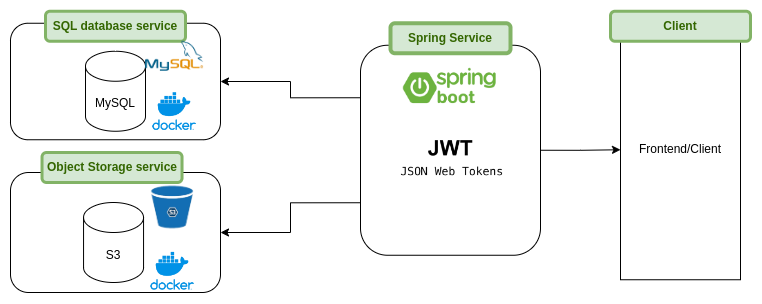 SQL database service
MySQL
MySQL
docker
Object Storage service
S3
S3
docker
Spring Service
spring
boot
JWT
JSON Web Tokens
Client
Frontend/Client